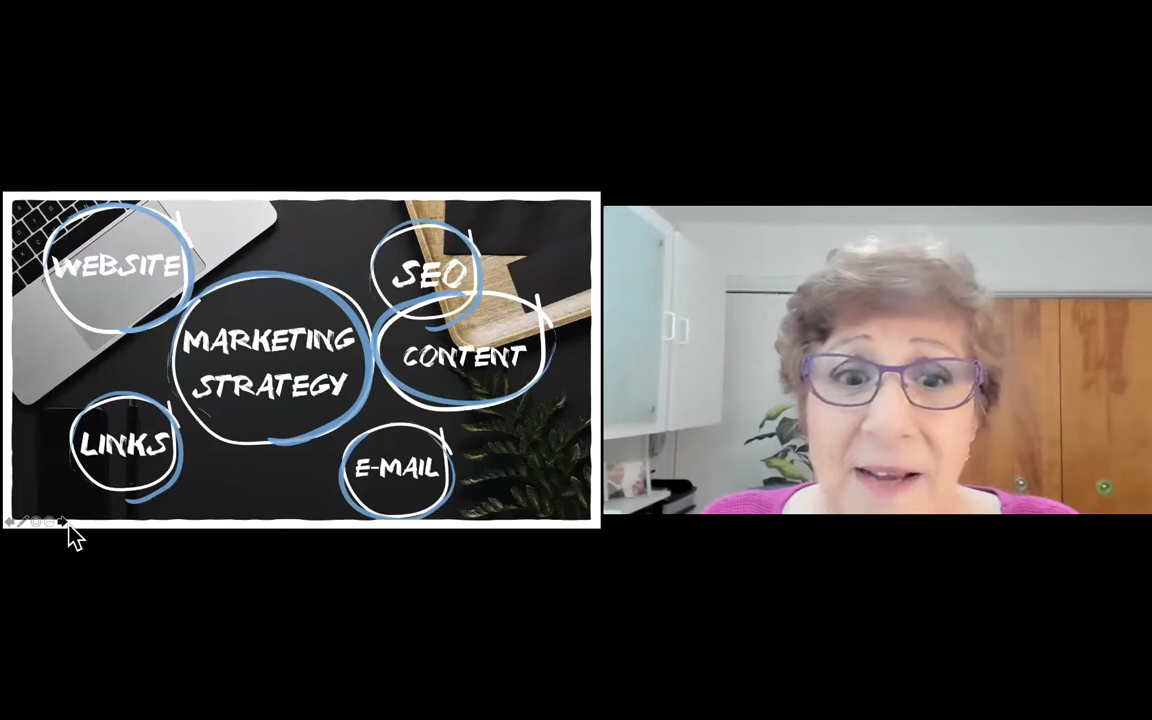 WEBSITE
SEO
MARKETING
STRATEGY
CONTENT
LINKS
E-MAIL